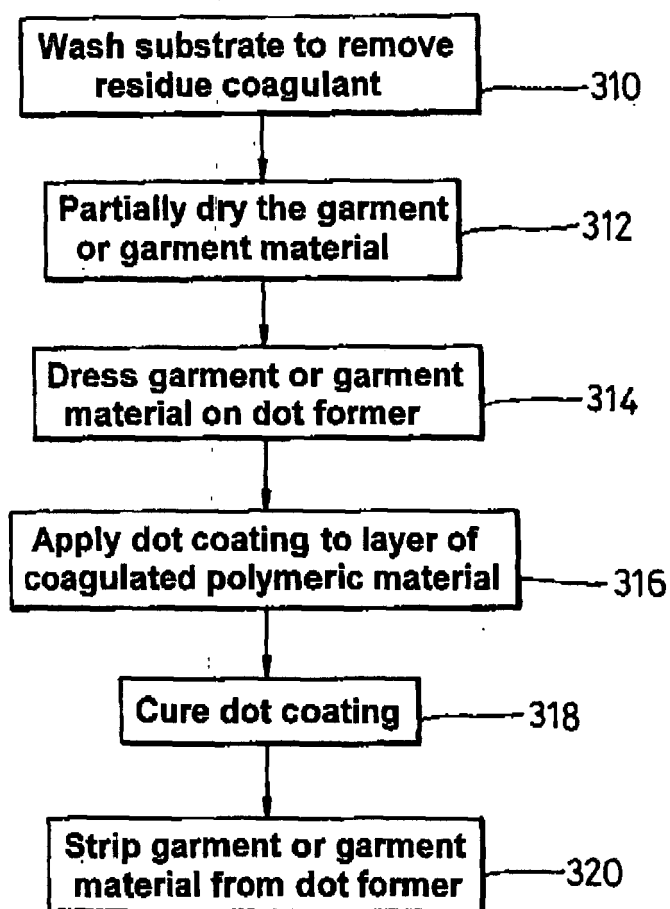 Wash substrate to remove
residue coagulant
310
Partially dry the garment
or garment material
312
Dress garment or garment
material on dot former
314
Apply dot coating to layer of
coagulated polymeric material
316
Cure dot coating
318
Strip garment or garment
material from dot former
320